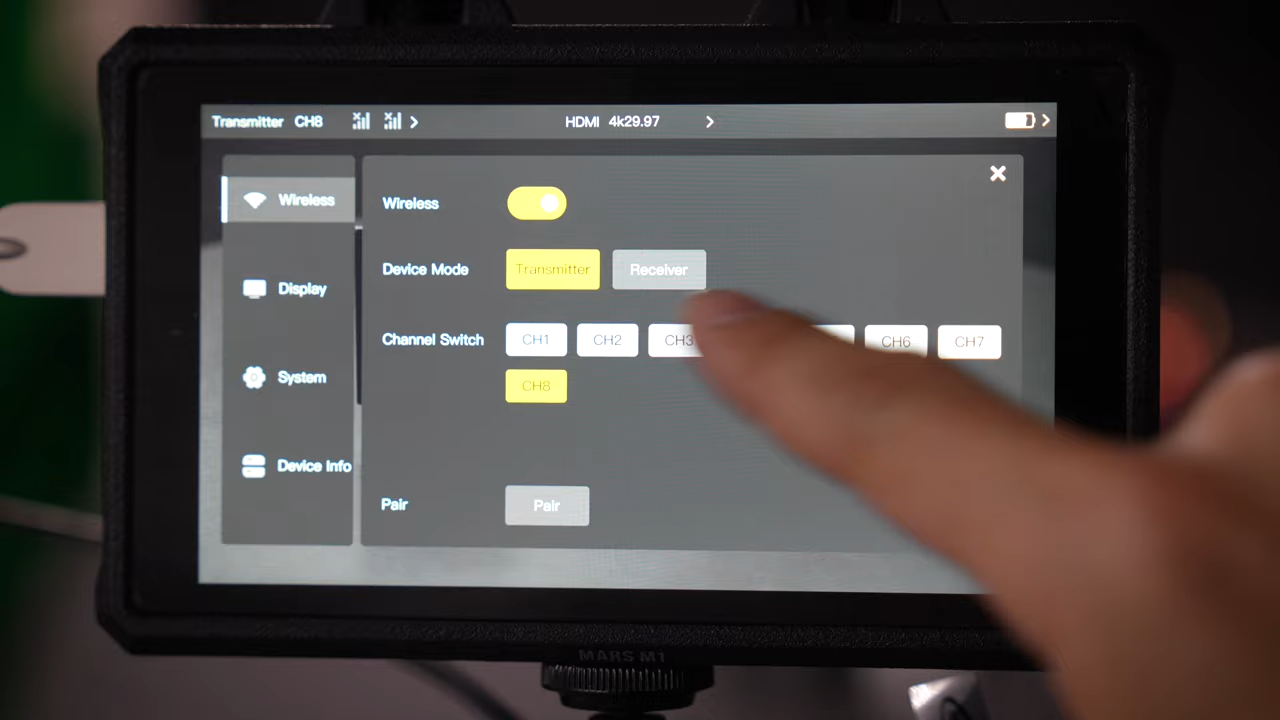 Transmitter CH8 HDMI 4k29.97
Wireless
Display
System
Device Info
Wireless
Device Mode Transmitter Receiver
Channel Switch CH1 CH2 CH3 CH6 CH7
CH8
Pair Pair
MARS M1